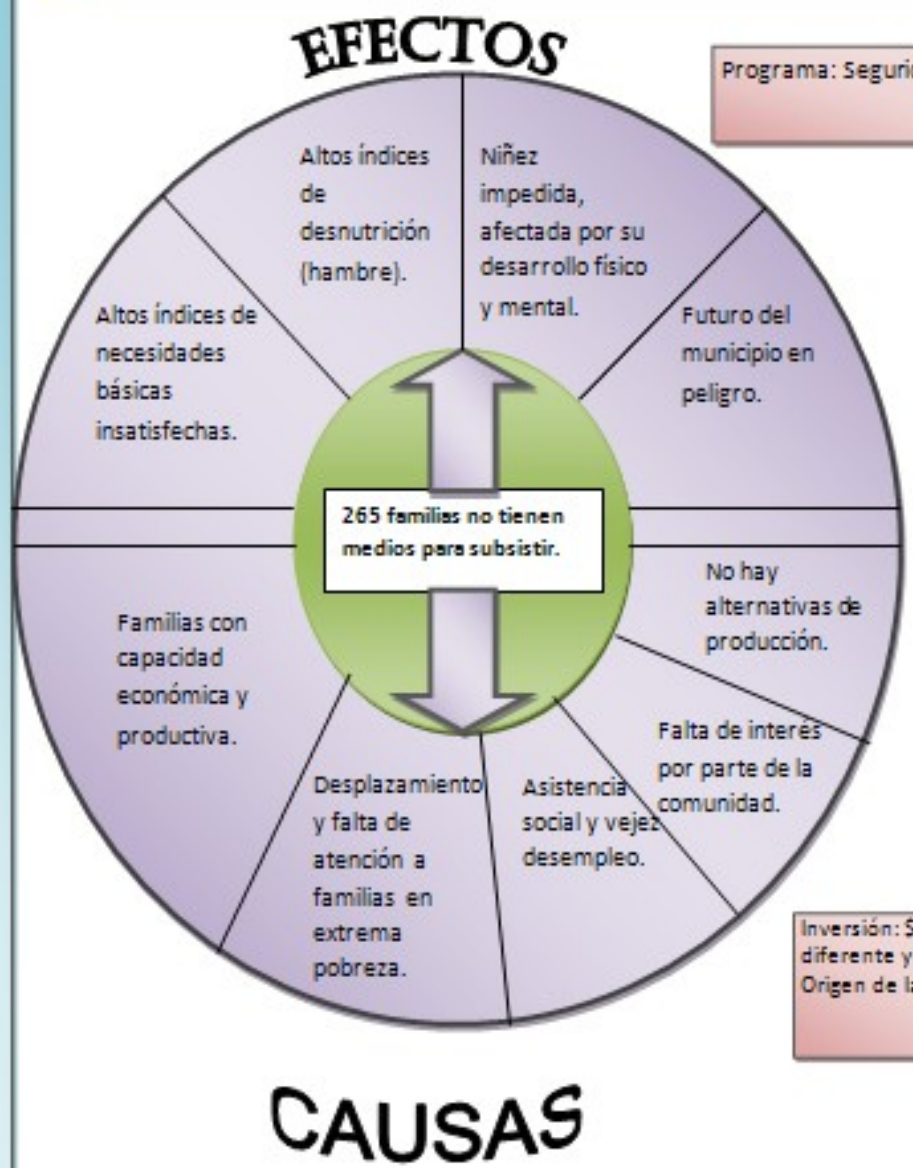 EFECTOS
Programa: Seguri
Altos índices
de
desnutrición
(hambre).
Niñez
impedida,
afectada por su
desarrollo físico
y mental.
Altos índices de
necesidades
básicas
insatisfechas.
Futuro del
municipio en
peligro.
265 familias no tienen
medios para subsistir.
No hay
alternativas de
producción.
Familias con
capacidad
económica y
productiva.
Falta de interés
por parte de la
comunidad.
Desplazamiento
y falta de
atención a
familias en
extrema
pobreza.
Asistencia
social y vejez
desempleo.
Inversión: $
diferente y
Origen de la
CAUSAS